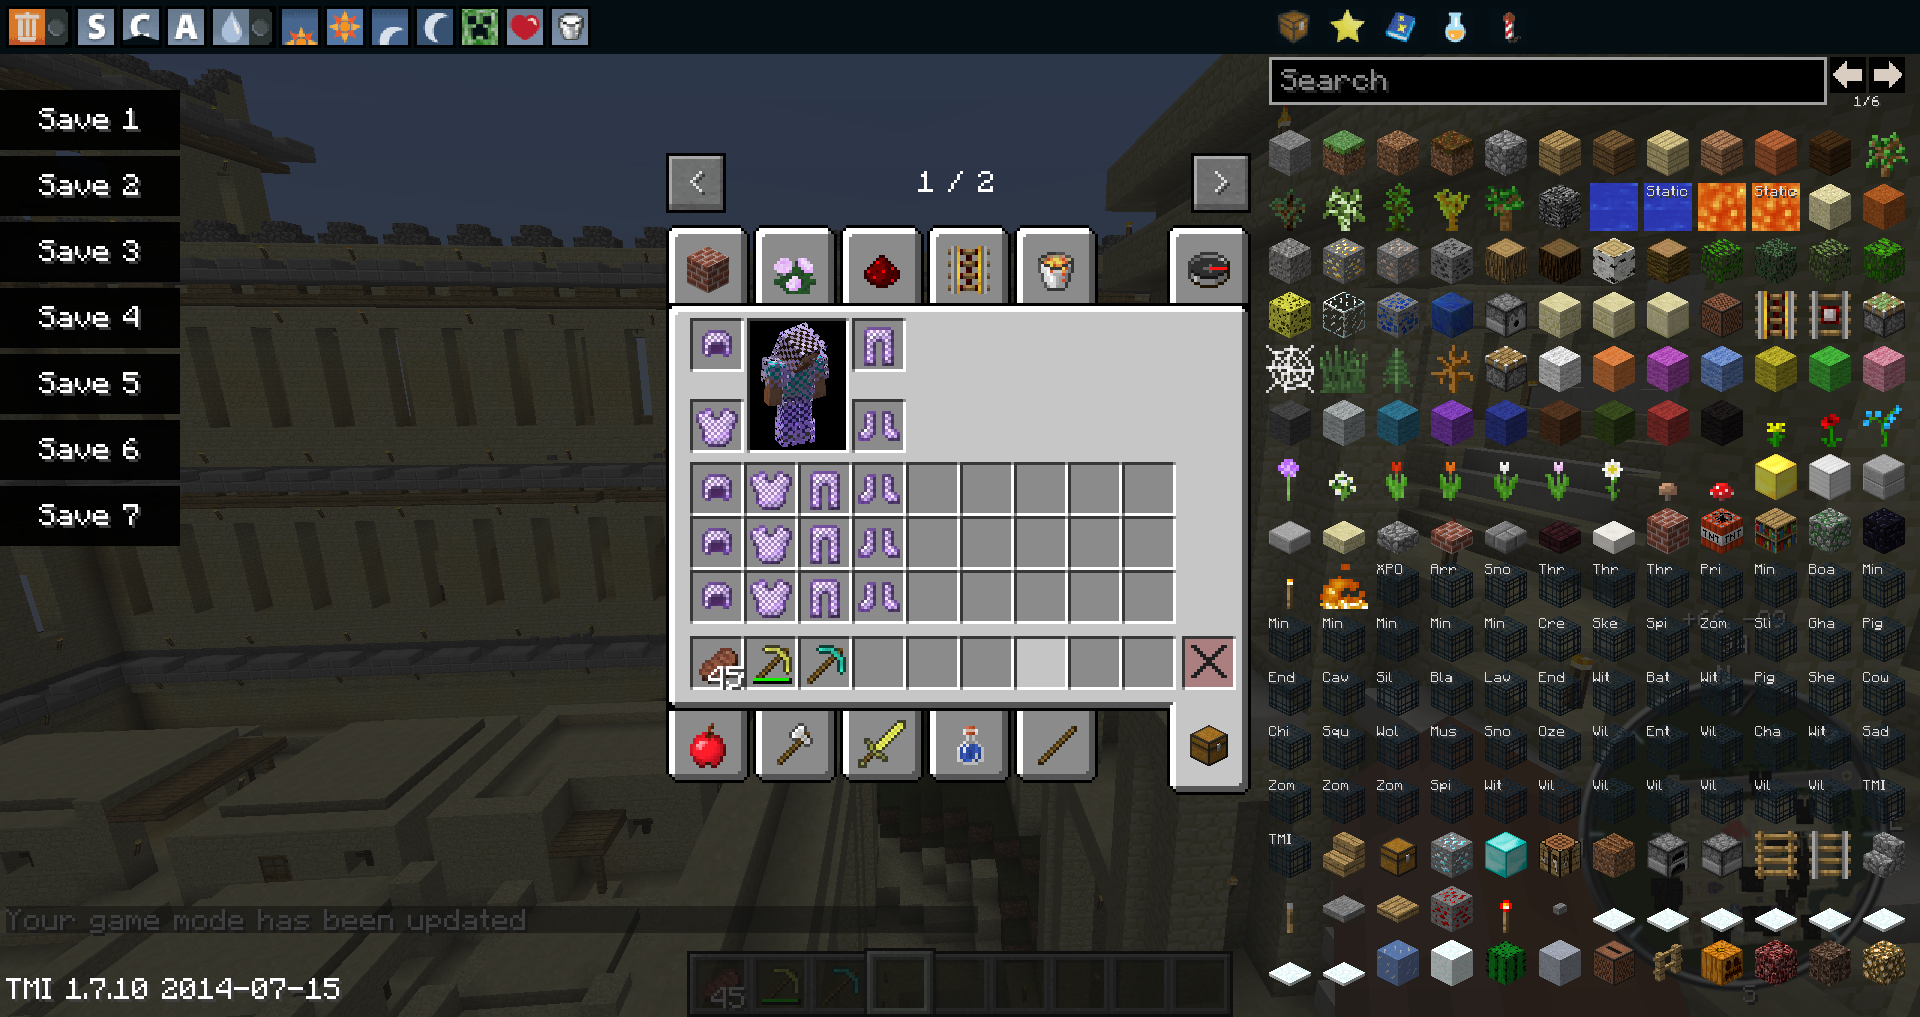 S C A
Search
1/6
Save 1
Save 2
Save 3
Save 4
Save 5
Save 6
Save 7
< 1 / 2 >
Static Static
TNT TNT
XPO Arr Sno Thr Thr Thr Pri Min Boa Min
Min Min Min Min Min Cre Ske Spi Zom Sli Gha Pig
End Cav Sil Bla Lav End Wit Bat Wit Pig She Cow
Chi Squ Wol Mus Sno Oze Vil Ent Vil Cha Wit Sad
Zom Zom Zom Spi Wit Vil Vil Vil Vil Vil Vil TMI
TMI
45
Your game mode has been updated
TMI 1.7.10 2014-07-15
45
5